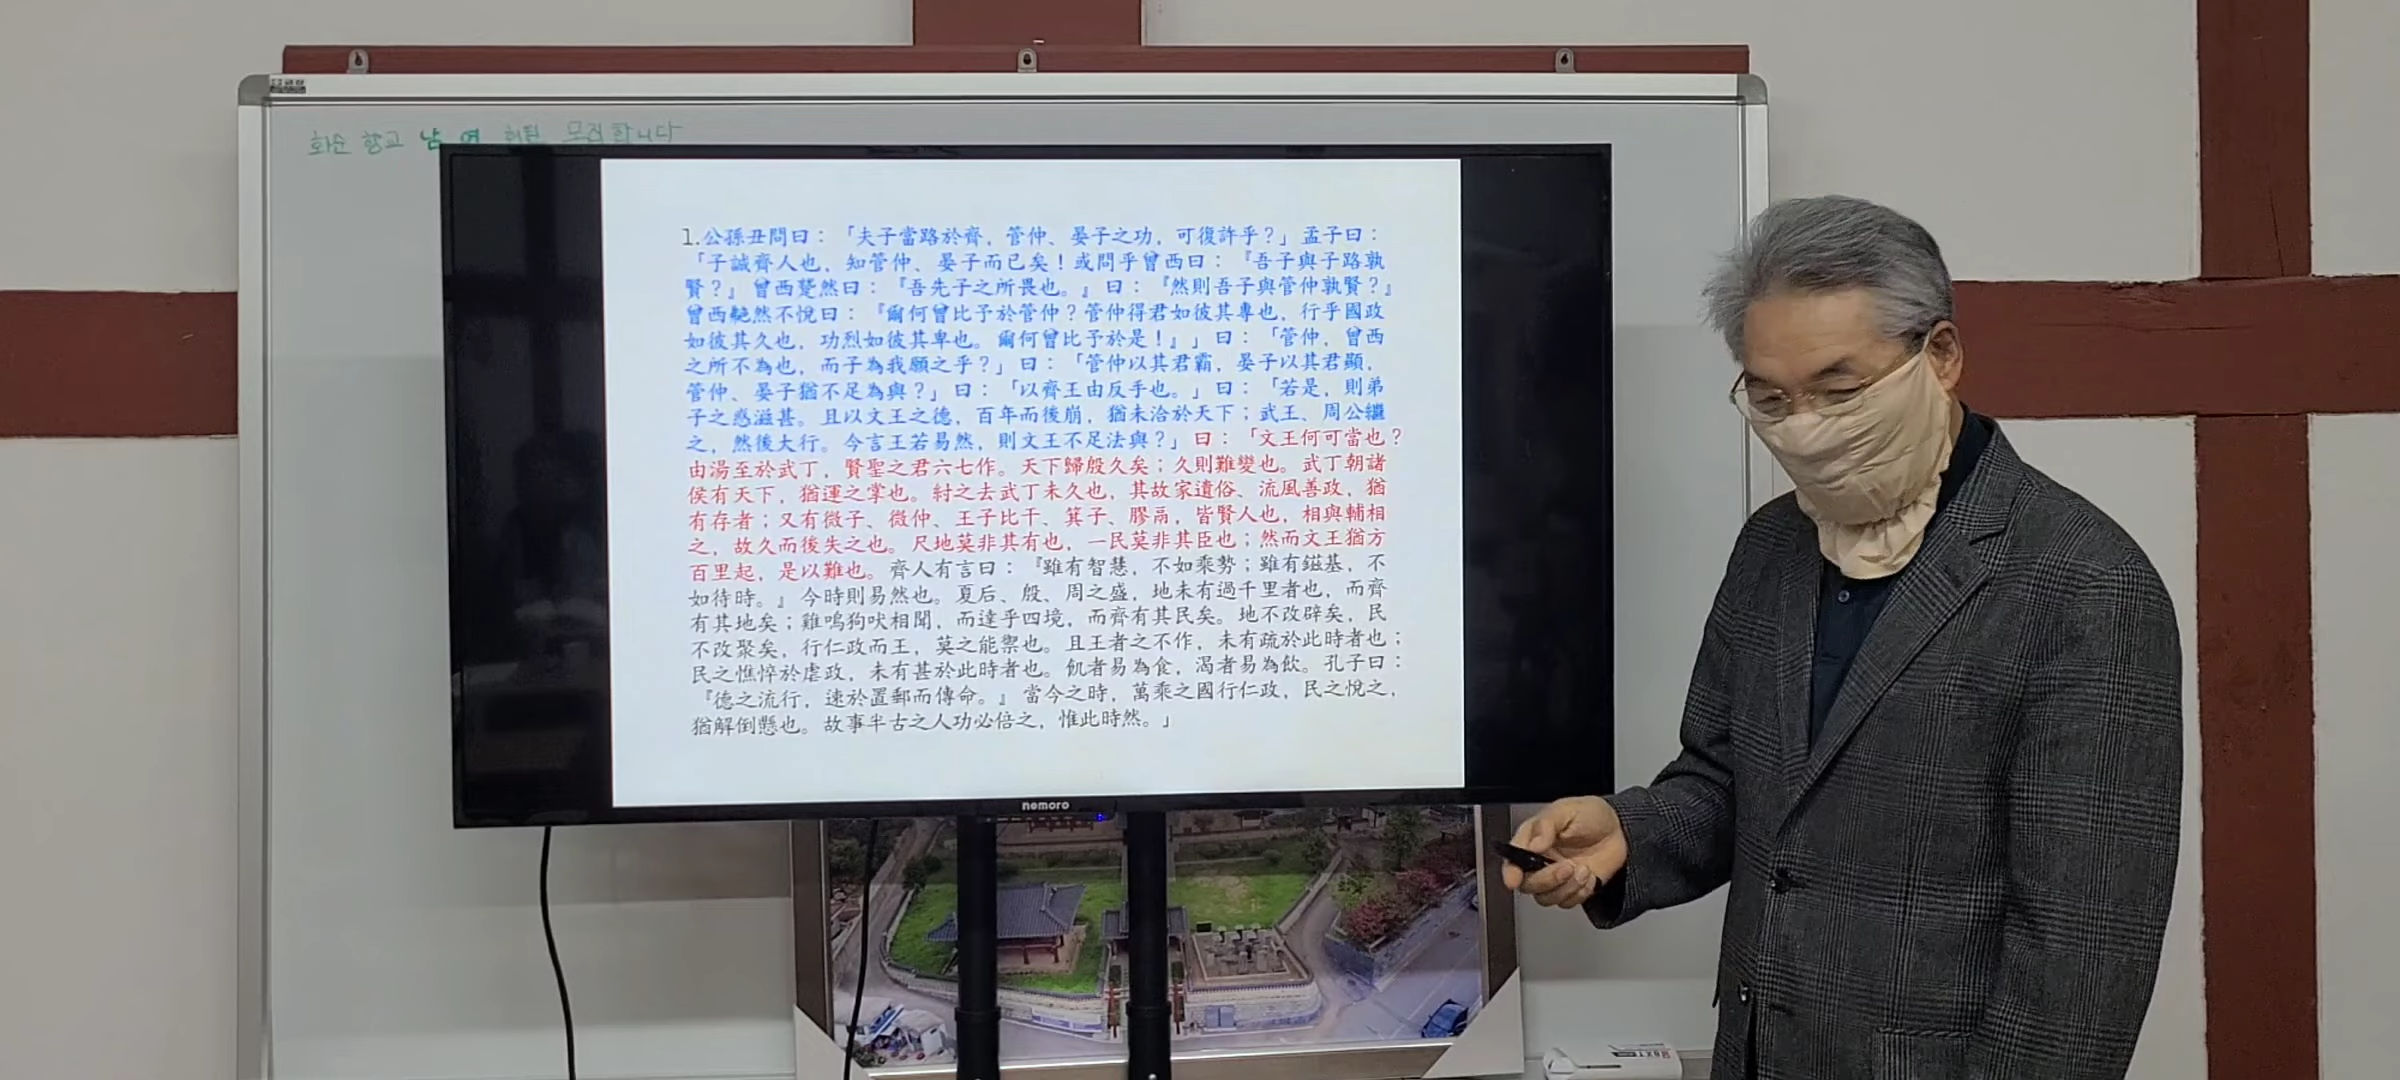 화순 향교 남 여 회원 모집합니다
1.公孫丑問曰：「夫子當路於齊，管仲、晏子之功，可復許乎？」孟子曰：
「子誠齊人也，知管仲、晏子而已矣！或問乎曾西曰：『吾子與子路孰
賢？』曾西蹵然曰：『吾先子之所畏也。』曰：『然則吾子與管仲孰賢？』
曾西艴然不悅曰：『爾何曾比予於管仲？管仲得君如彼其專也，行乎國政
如彼其久也，功烈如彼其卑也。爾何曾比予於是！』」曰：「管仲，曾西
之所不為也，而子為我願之乎？」曰：「管仲以其君霸，晏子以其君顯，
管仲、晏子猶不足為與？」曰：「以齊王由反手也。」曰：「若是，則弟
子之惑滋甚。且以文王之德，百年而後崩，猶未洽於天下；武王、周公繼
之，然後大行。今言王若易然，則文王不足法與？」曰：「文王何可當也？
由湯至於武丁，賢聖之君六七作。天下歸殷久矣；久則難變也。武丁朝諸
侯有天下，猶運之掌也。紂之去武丁未久也，其故家遺俗、流風善政，猶
有存者；又有微子、微仲、王子比干、箕子、膠鬲，皆賢人也，相與輔相
之，故久而後失之也。尺地莫非其有也，一民莫非其臣也；然而文王猶方
百里起，是以難也。齊人有言曰：『雖有智慧，不如乘勢；雖有鎡基，不
如待時。』今時則易然也。夏后、殷、周之盛，地未有過千里者也，而齊
有其地矣；雞鳴狗吠相聞，而達乎四境，而齊有其民矣。地不改辟矣，民
不改聚矣，行仁政而王，莫之能禦也。且王者之不作，未有疏於此時者也；
民之憔悴於虐政，未有甚於此時者也。飢者易為食，渴者易為飲。孔子曰：
『德之流行，速於置郵而傳命。』當今之時，萬乘之國行仁政，民之悅之，
猶解倒懸也。故事半古之人功必倍之，惟此時然。」
nemoro